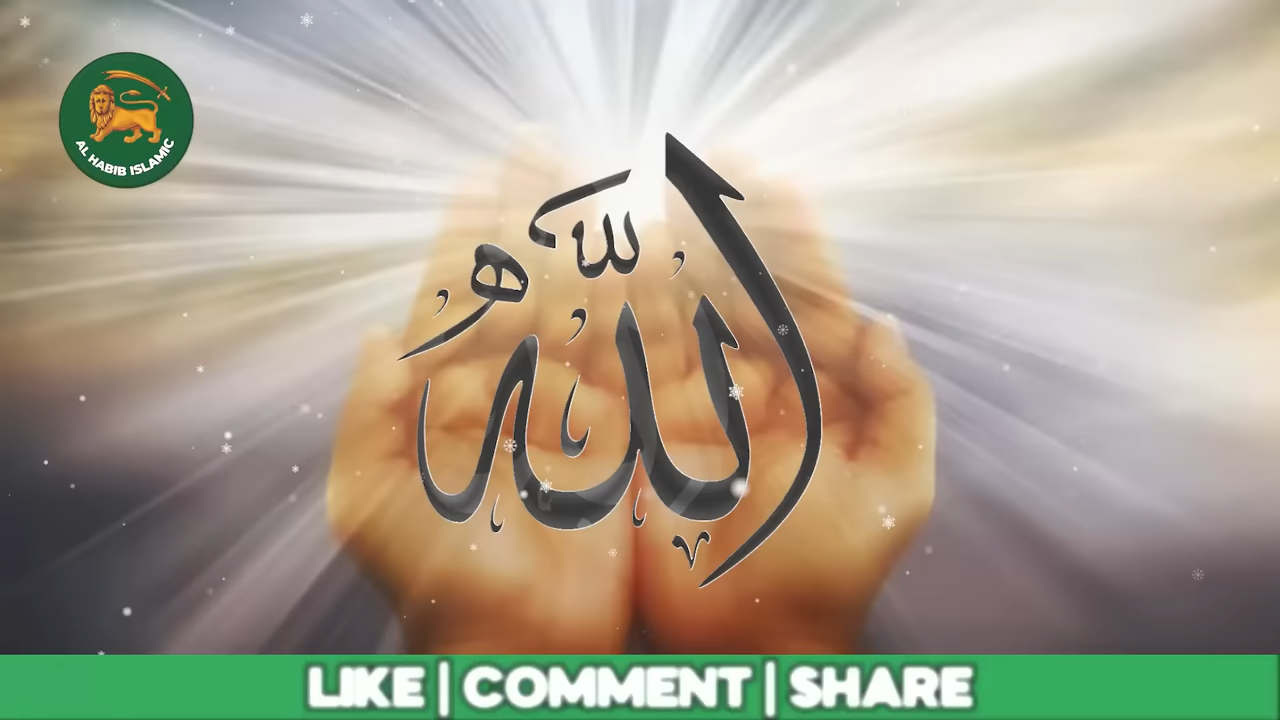 AL HABIB ISLAMIC
الله
LIKE | COMMENT | SHARE